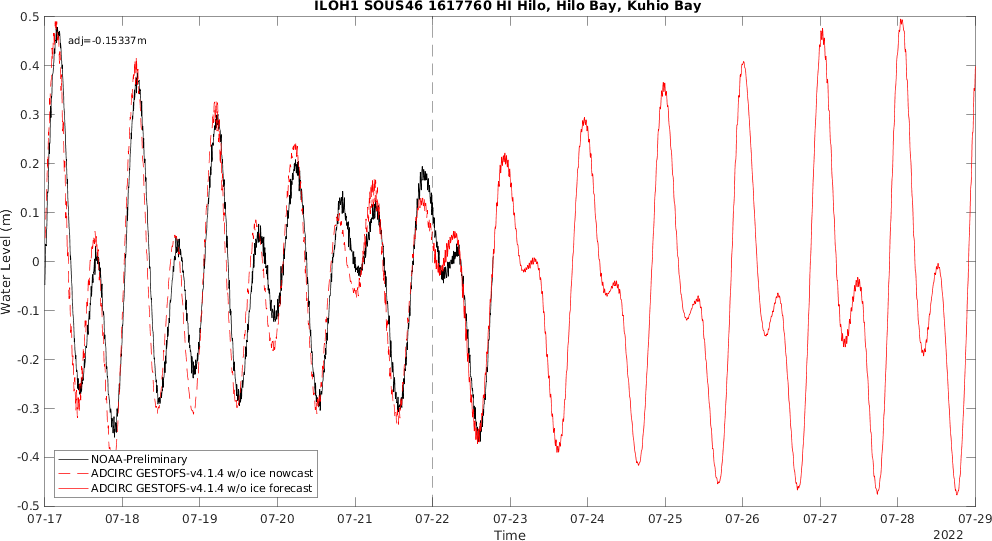 ILOH1 SOUS46 1617760 HI Hilo, Hilo Bay, Kuhio Bay
adj=-0.15337m
0.5
0.4
0.3
0.2
0.1
0
-0.1
-0.2
-0.3
-0.4
-0.5
Water Level (m)
NOAA-Preliminary
ADCIRC GESTOFS-v4.1.4 w/o ice nowcast
ADCIRC GESTOFS-v4.1.4 w/o ice forecast
07-17 07-18 07-19 07-20 07-21 07-22 07-23 07-24 07-25 07-26 07-27 07-28 07-29
Time
2022